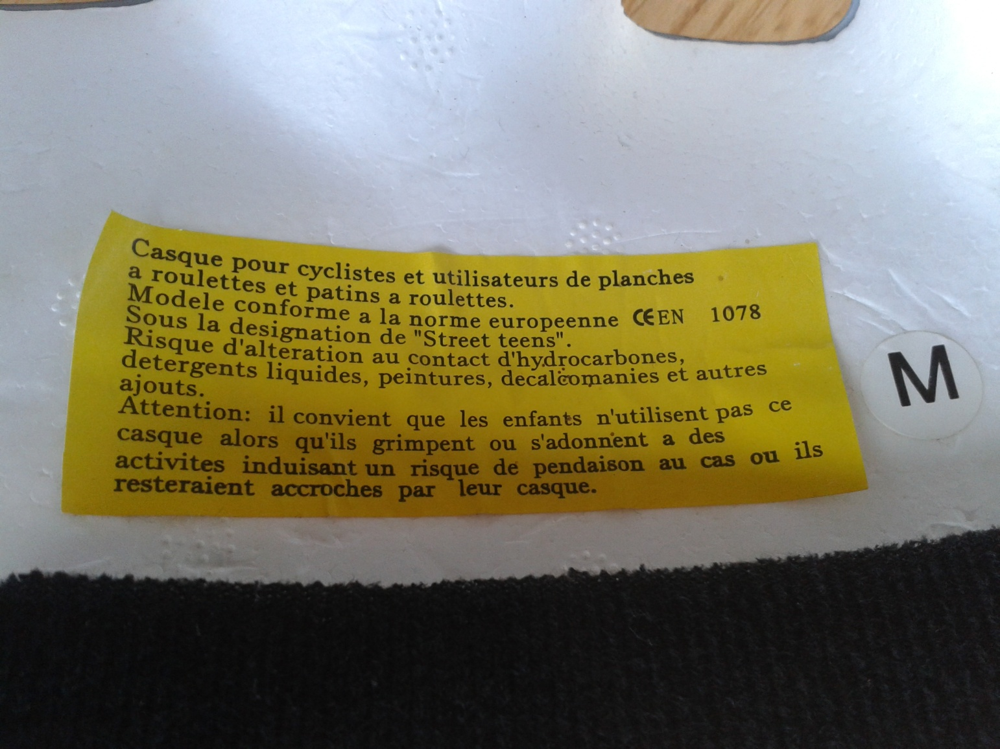 Casque pour cyclistes et utilisateurs de planches
a roulettes et patins a roulettes.
Modele conforme a la norme europeenne CE EN 1078
Sous la designation de "Street teens".
Risque d'alteration au contact d'hydrocarbones,
detergents liquides, peintures, decalcomanies et autres
ajouts.
Attention: il convient que les enfants n'utilisent pas ce
casque alors qu'ils grimpent ou s'adonnent a des
activites induisant un risque de pendaison au cas ou ils
resteraient accroches par leur casque.
M